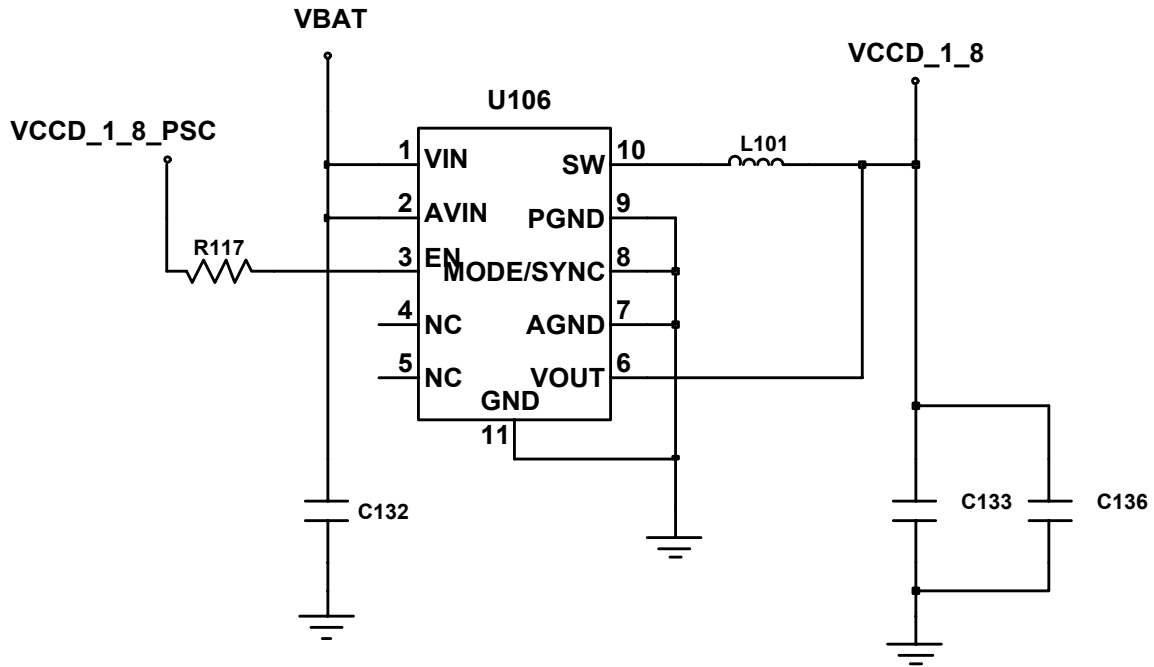 VBAT
VCCD_1_8
U106
VCCD_1_8_PSC
L101
1 VIN SW 10
2 AVIN PGND 9
R117 3 EN MODE/SYNC 8
4 NC AGND 7
5 NC VOUT 6
GND
11
C132 C133 C136